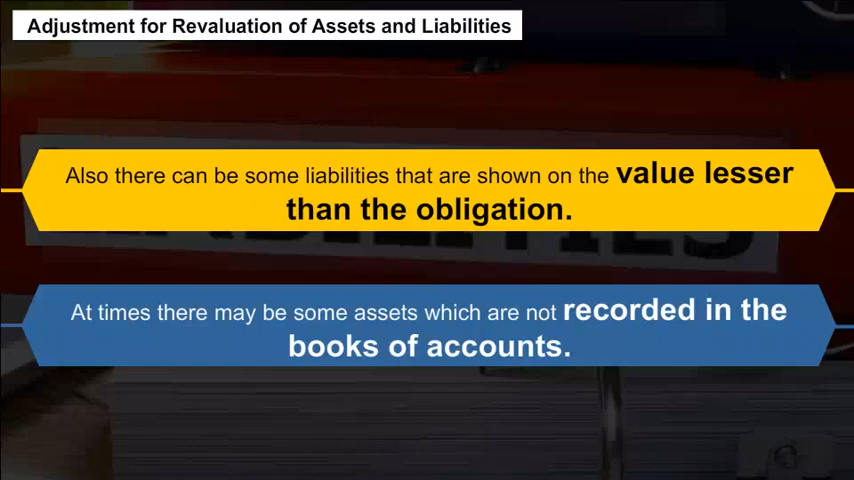 Adjustment for Revaluation of Assets and Liabilities
Also there can be some liabilities that are shown on the value lesser
than the obligation.
At times there may be some assets which are not recorded in the
books of accounts.